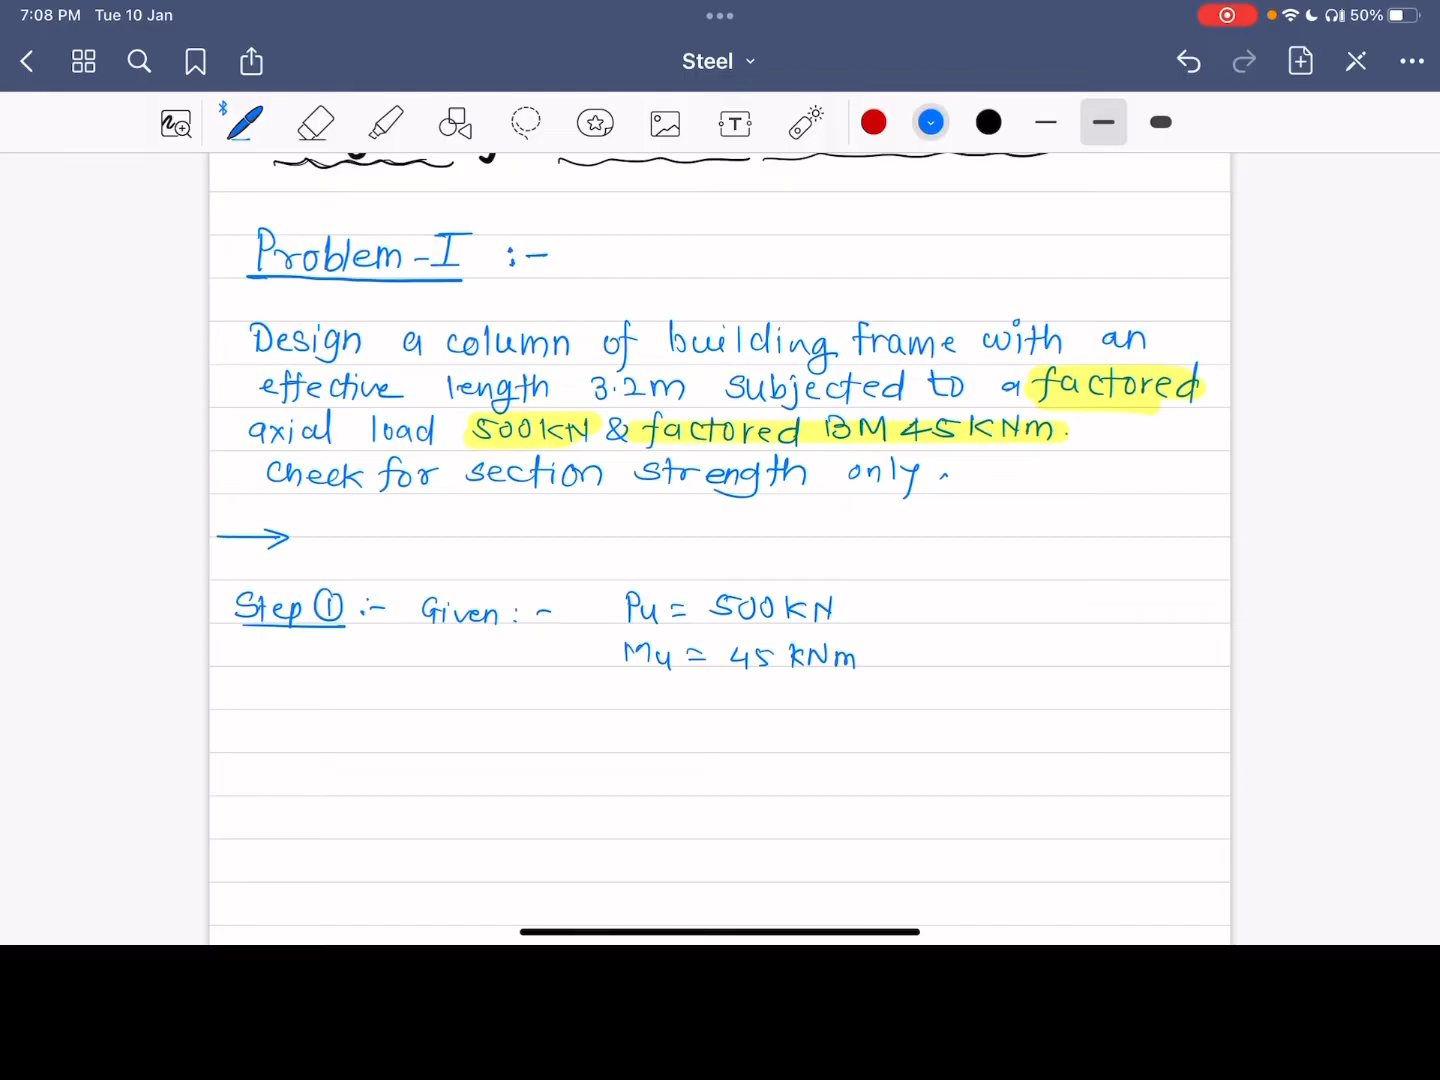 7:08 PM Tue 10 Jan
50%
Steel
Problem-I :-
Design a column of building frame with an
effective length 3.2m subjected to a factored
axial load 500KN & factored BM 45KNm.
Check for section strength only.
Step ① :- Given :- Pu = 500KN
Mu = 45 KNm